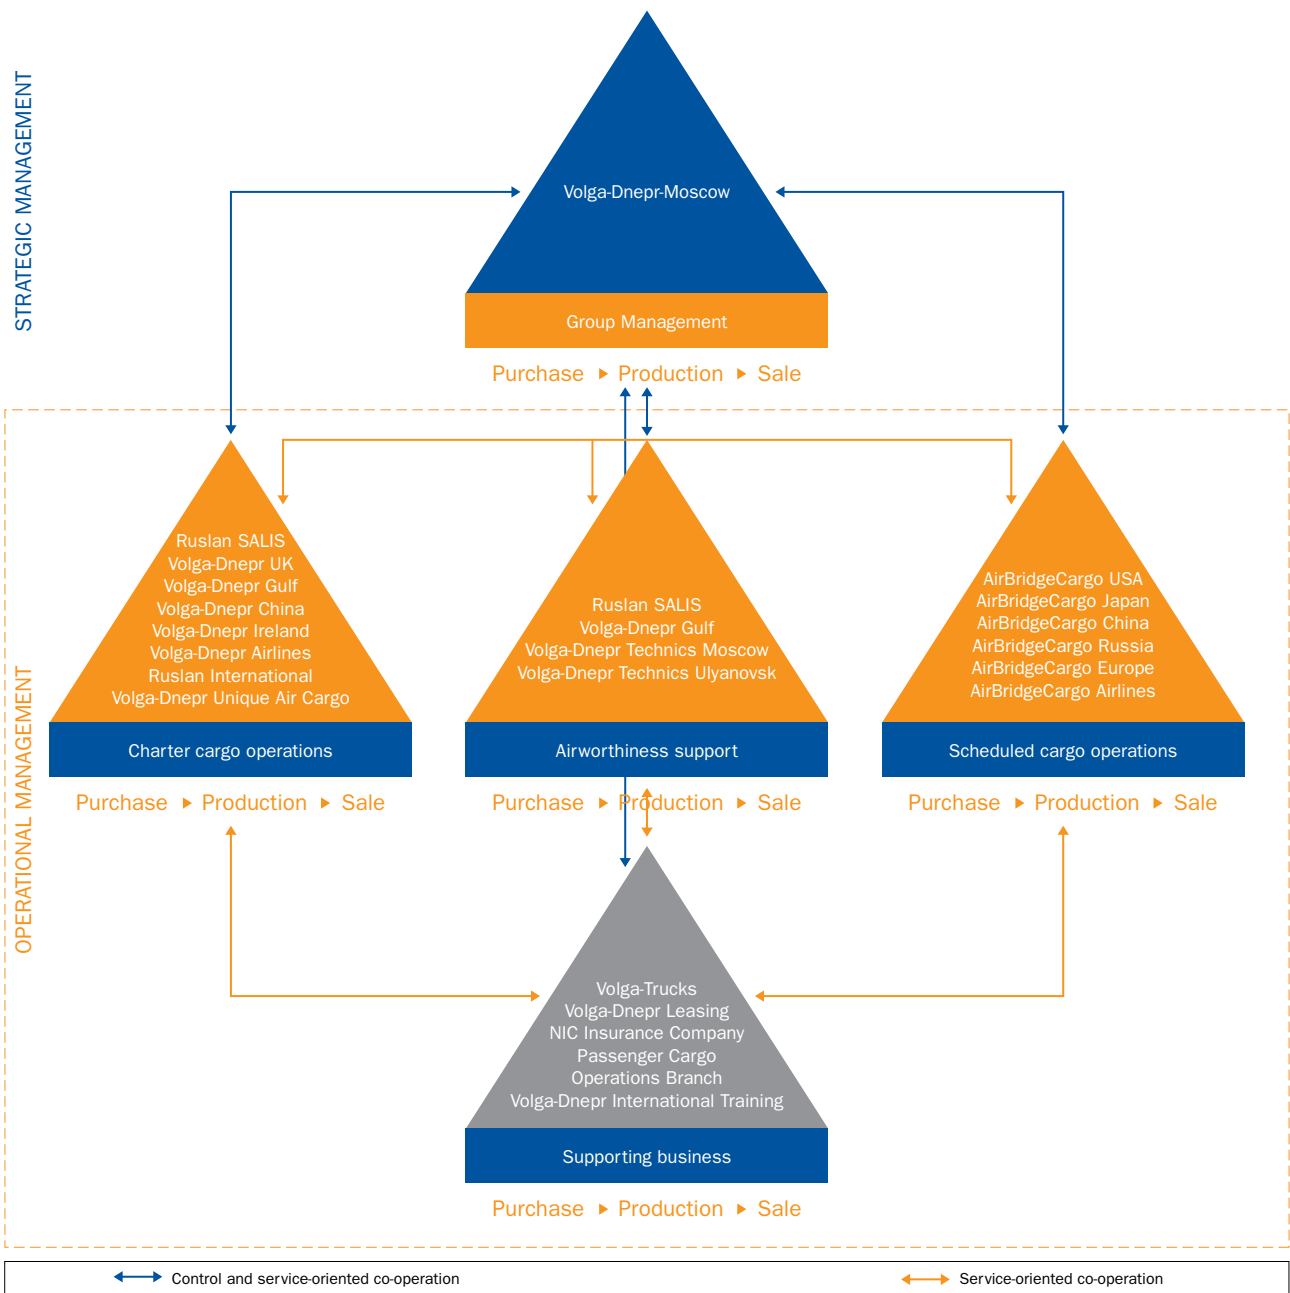 STRATEGIC MANAGEMENT
Volga-Dnepr-Moscow
Group Management
Purchase Production Sale
OPERATIONAL MANAGEMENT
Ruslan SALIS
Volga-Dnepr UK
Volga-Dnepr Gulf
Volga-Dnepr China
Volga-Dnepr Ireland
Volga-Dnepr Airlines
Ruslan International
Volga-Dnepr Unique Air Cargo
Charter cargo operations
Purchase Production Sale
Ruslan SALIS
Volga-Dnepr Gulf
Volga-Dnepr Technics Moscow
Volga-Dnepr Technics Ulyanovsk
Airworthiness support
Purchase Production Sale
AirBridgeCargo USA
AirBridgeCargo Japan
AirBridgeCargo China
AirBridgeCargo Russia
AirBridgeCargo Europe
AirBridgeCargo Airlines
Scheduled cargo operations
Purchase Production Sale
Volga-Trucks
Volga-Dnepr Leasing
NIC Insurance Company
Passenger Cargo
Operations Branch
Volga-Dnepr International Training
Supporting business
Purchase Production Sale
Control and service-oriented co-operation
Service-oriented co-operation